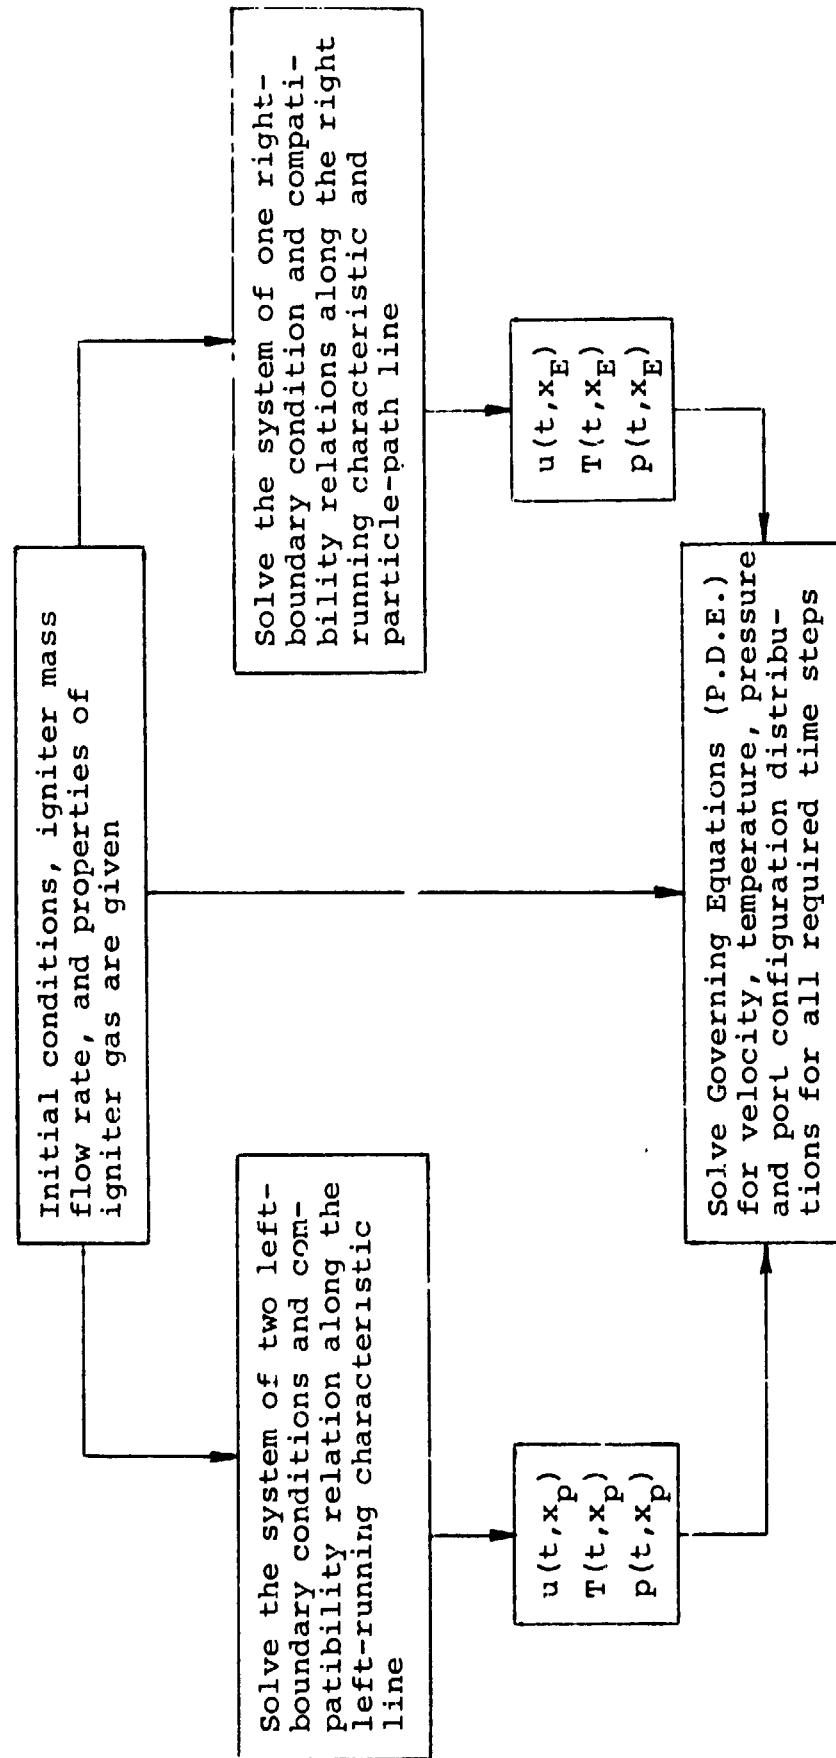 Initial conditions, igniter mass
flow rate, and properties of
igniter gas are given
Solve the system of two left-
boundary conditions and com-
patibility relation along the
left-running characteristic
line
Solve the system of one right-
boundary condition and compati-
bility relations along the right
running characteristic and
particle-path line
u(t,x_p)
T(t,x_p)
p(t,x_p)
u(t,x_E)
T(t,x_E)
p(t,x_E)
Solve Governing Equations (P.D.E.)
for velocity, temperature, pressure
and port configuration distribu-
tions for all required time steps